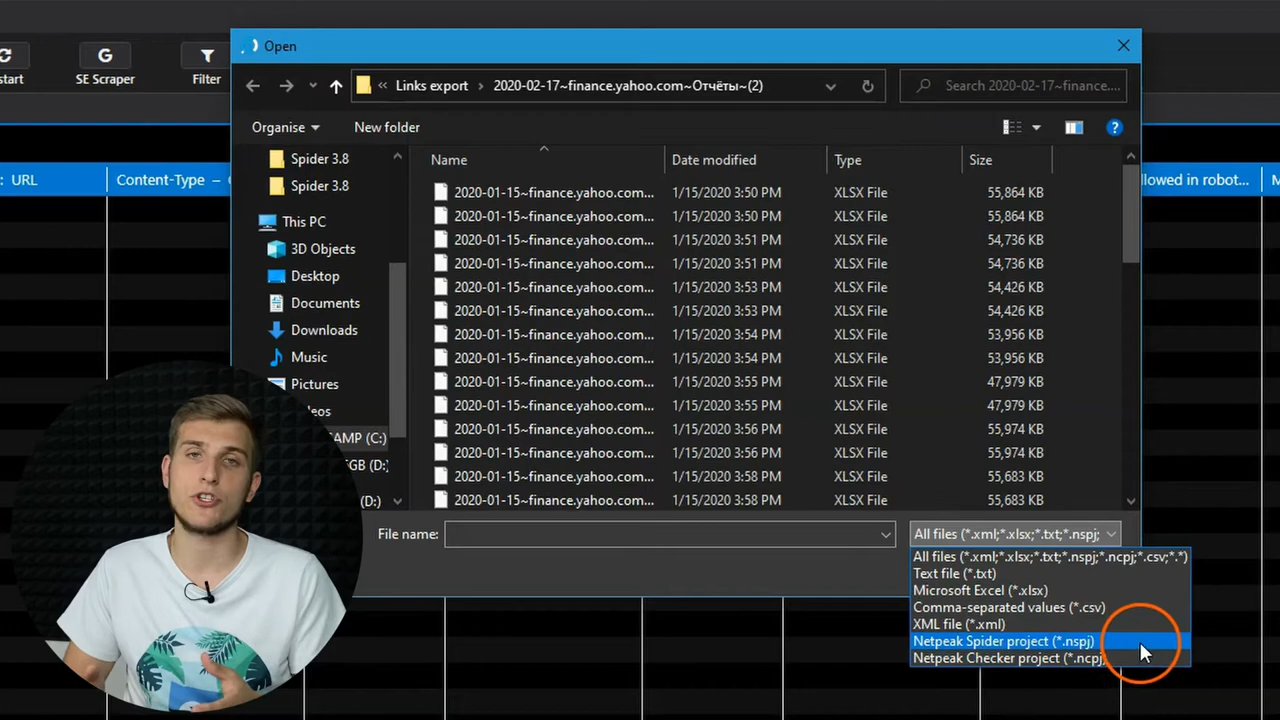 Open
start
SE Scraper
Filter
Links export
2020-02-17~finance.yahoo.com~Отчёты~(2)
Search 2020-02-17~finance....
Organise
New folder
: URL
Content-Type –
llowed in robot...
Name
Date modified
Type
Size
Spider 3.8
Spider 3.8
This PC
3D Objects
Desktop
Documents
Downloads
Music
Pictures
eos
AMP (C:)
GB (D:)
(D:)
2020-01-15~finance.yahoo.com... 1/15/2020 3:50 PM XLSX File 55,864 KB
2020-01-15~finance.yahoo.com... 1/15/2020 3:50 PM XLSX File 55,864 KB
2020-01-15~finance.yahoo.com... 1/15/2020 3:51 PM XLSX File 54,736 KB
2020-01-15~finance.yahoo.com... 1/15/2020 3:51 PM XLSX File 54,736 KB
2020-01-15~finance.yahoo.com... 1/15/2020 3:53 PM XLSX File 54,426 KB
2020-01-15~finance.yahoo.com... 1/15/2020 3:53 PM XLSX File 54,426 KB
2020-01-15~finance.yahoo.com... 1/15/2020 3:54 PM XLSX File 53,956 KB
2020-01-15~finance.yahoo.com... 1/15/2020 3:54 PM XLSX File 53,956 KB
2020-01-15~finance.yahoo.com... 1/15/2020 3:55 PM XLSX File 47,979 KB
2020-01-15~finance.yahoo.com... 1/15/2020 3:55 PM XLSX File 47,979 KB
2020-01-15~finance.yahoo.com... 1/15/2020 3:56 PM XLSX File 55,974 KB
2020-01-15~finance.yahoo.com... 1/15/2020 3:56 PM XLSX File 55,974 KB
2020-01-15~finance.yahoo.com... 1/15/2020 3:58 PM XLSX File 55,683 KB
2020-01-15~finance.yahoo.com... 1/15/2020 3:58 PM XLSX File 55,683 KB
File name:
All files (*.xml;*.xlsx;*.txt;*.nspj;
All files (*.xml;*.xlsx;*.txt;*.nspj;*.ncpj;*.csv;*.*)
Text file (*.txt)
Microsoft Excel (*.xlsx)
Comma-separated values (*.csv)
XML file (*.xml)
Netpeak Spider project (*.nspj)
Netpeak Checker project (*.ncpj)